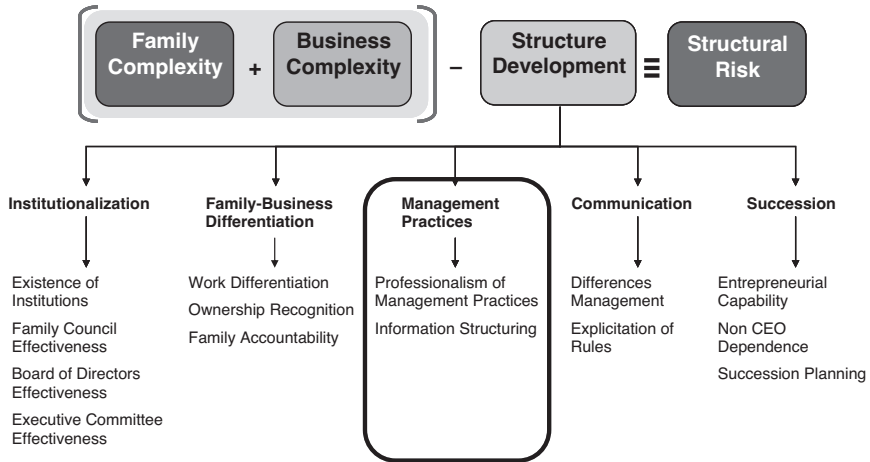 Family
Complexity
+
Business
Complexity
–
Structure
Development
≡
Structural
Risk
Institutionalization
Existence of
Institutions
Family Council
Effectiveness
Board of Directors
Effectiveness
Executive Committee
Effectiveness
Family-Business
Differentiation
Work Differentiation
Ownership Recognition
Family Accountability
Management
Practices
Professionalism of
Management Practices
Information Structuring
Communication
Differences
Management
Explicitation of
Rules
Succession
Entrepreneurial
Capability
Non CEO
Dependence
Succession Planning